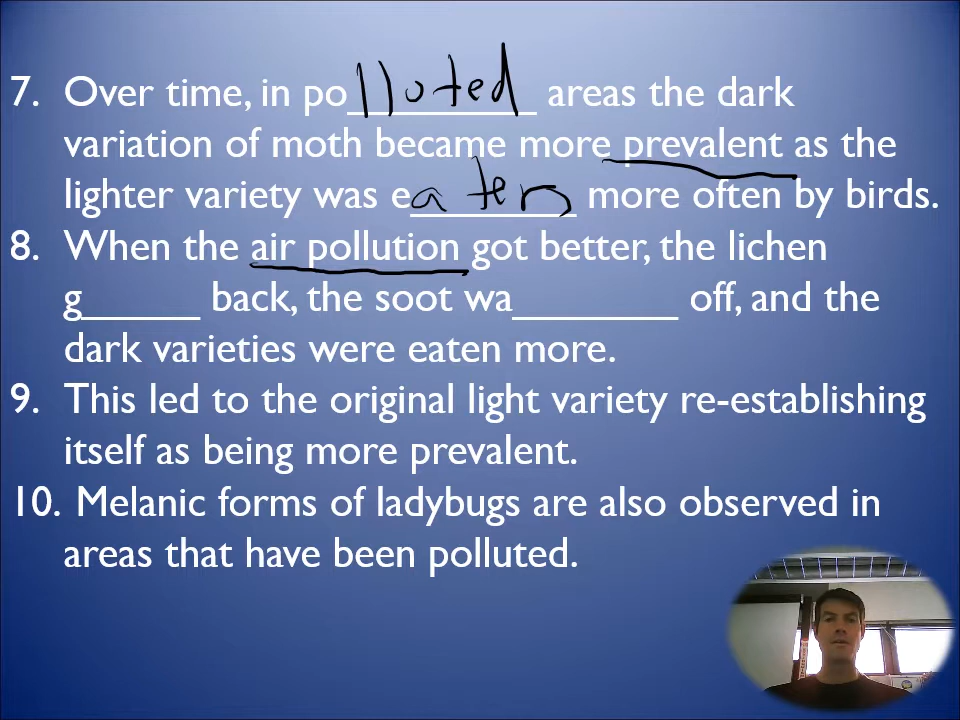 7. Over time, in polluted areas the dark
variation of moth became more prevalent as the
lighter variety was eaten more often by birds.
8. When the air pollution got better, the lichen
g______ back, the soot wa________ off, and the
dark varieties were eaten more.
9. This led to the original light variety re-establishing
itself as being more prevalent.
10. Melanic forms of ladybugs are also observed in
areas that have been polluted.